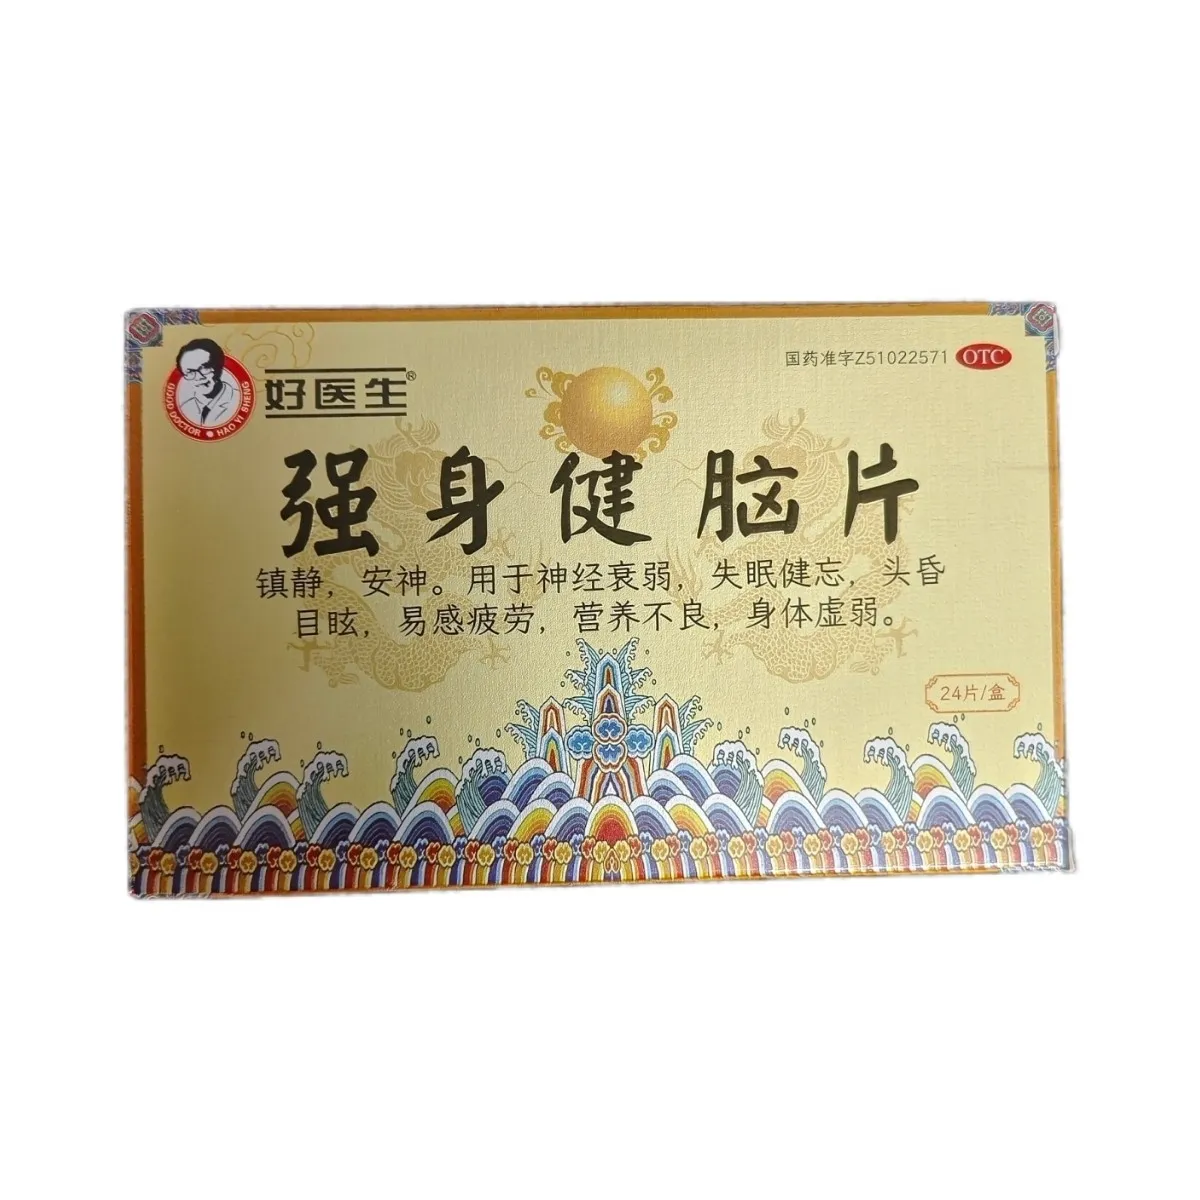 国药准字Z51022571 OTC
好医生®
GOOD DOCTOR ● HAO YI SHENG
强身健脑片
镇静，安神。用于神经衰弱，失眠健忘，头昏
目眩，易感疲劳，营养不良，身体虚弱。
24片/盒